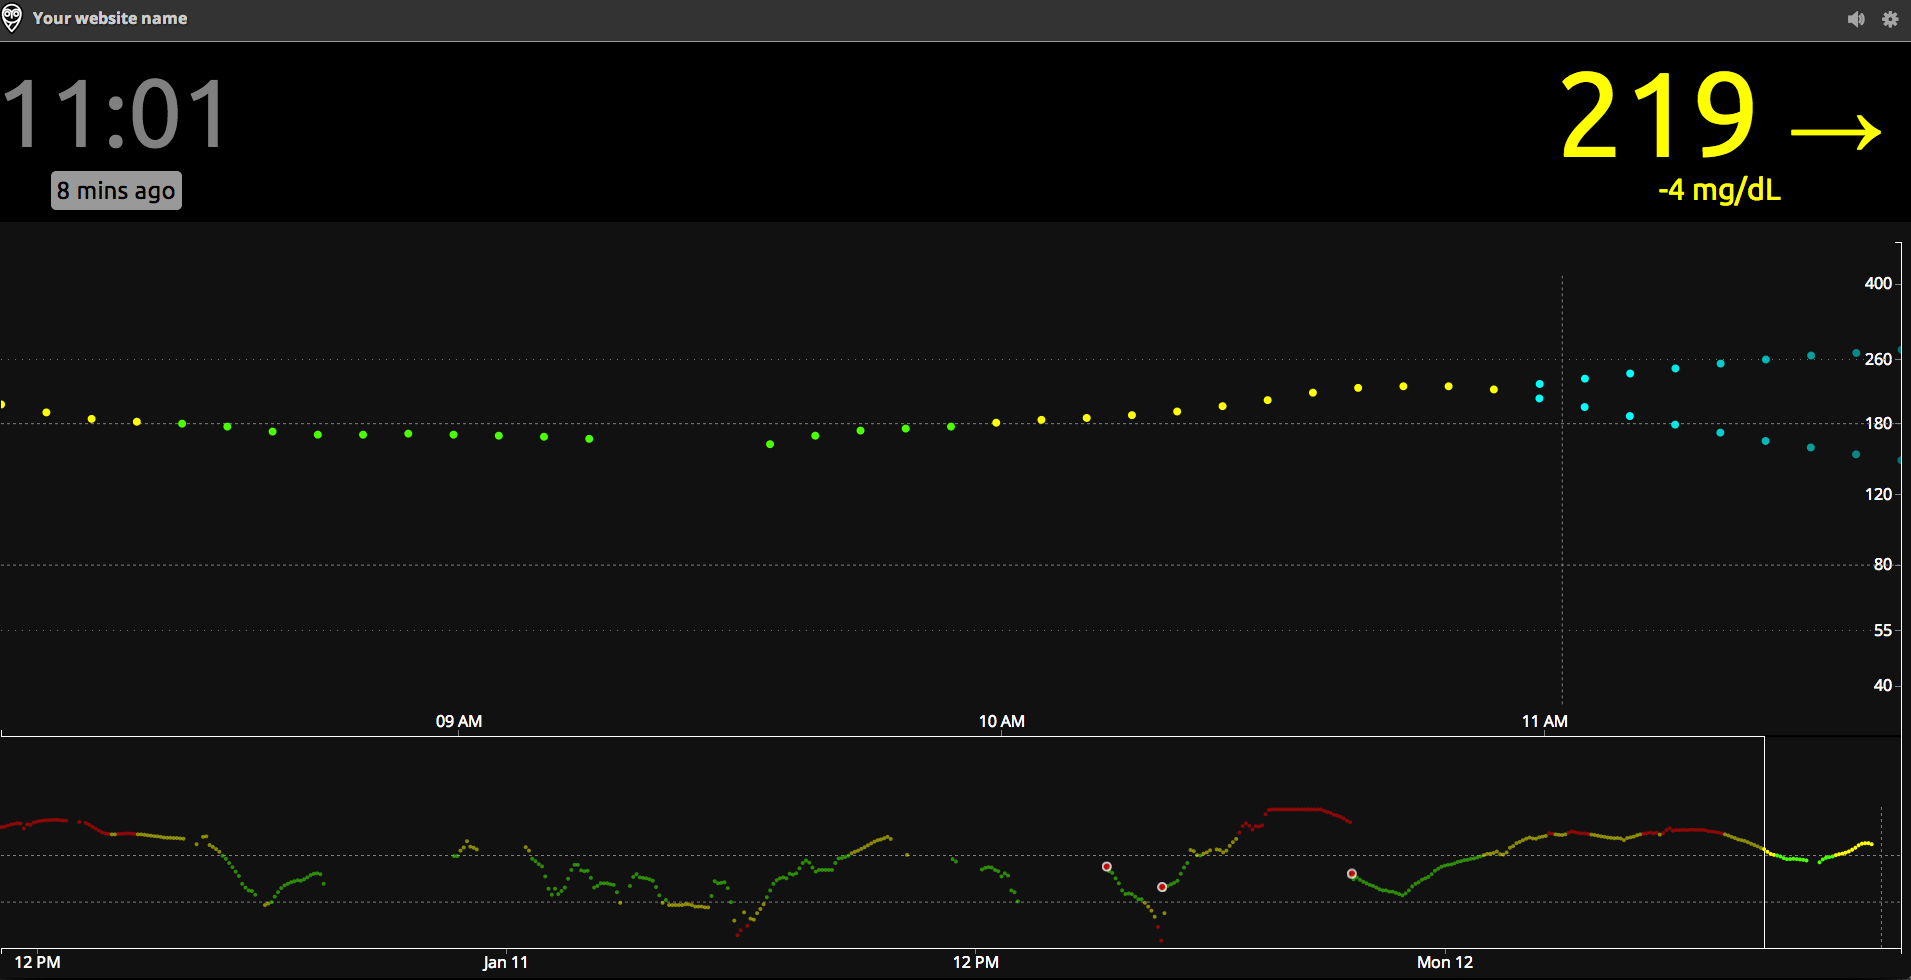 Your website name
11:01
8 mins ago
219 →
-4 mg/dL
400
260
180
120
80
55
40
09 AM 10 AM 11 AM
12 PM Jan 11 12 PM Mon 12